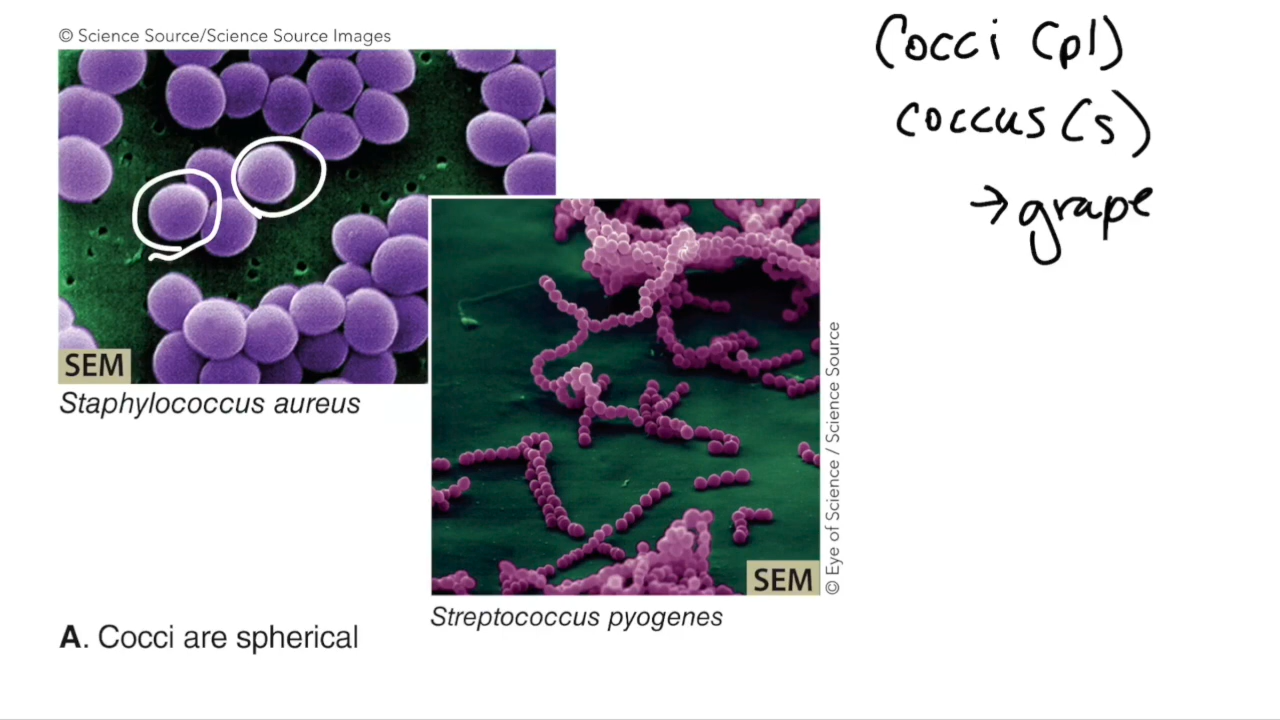 © Science Source/Science Source Images
Cocci (pl)
coccus (s)
→ grape
SEM
Staphylococcus aureus
© Eye of Science / Science Source
SEM
Streptococcus pyogenes
A. Cocci are spherical